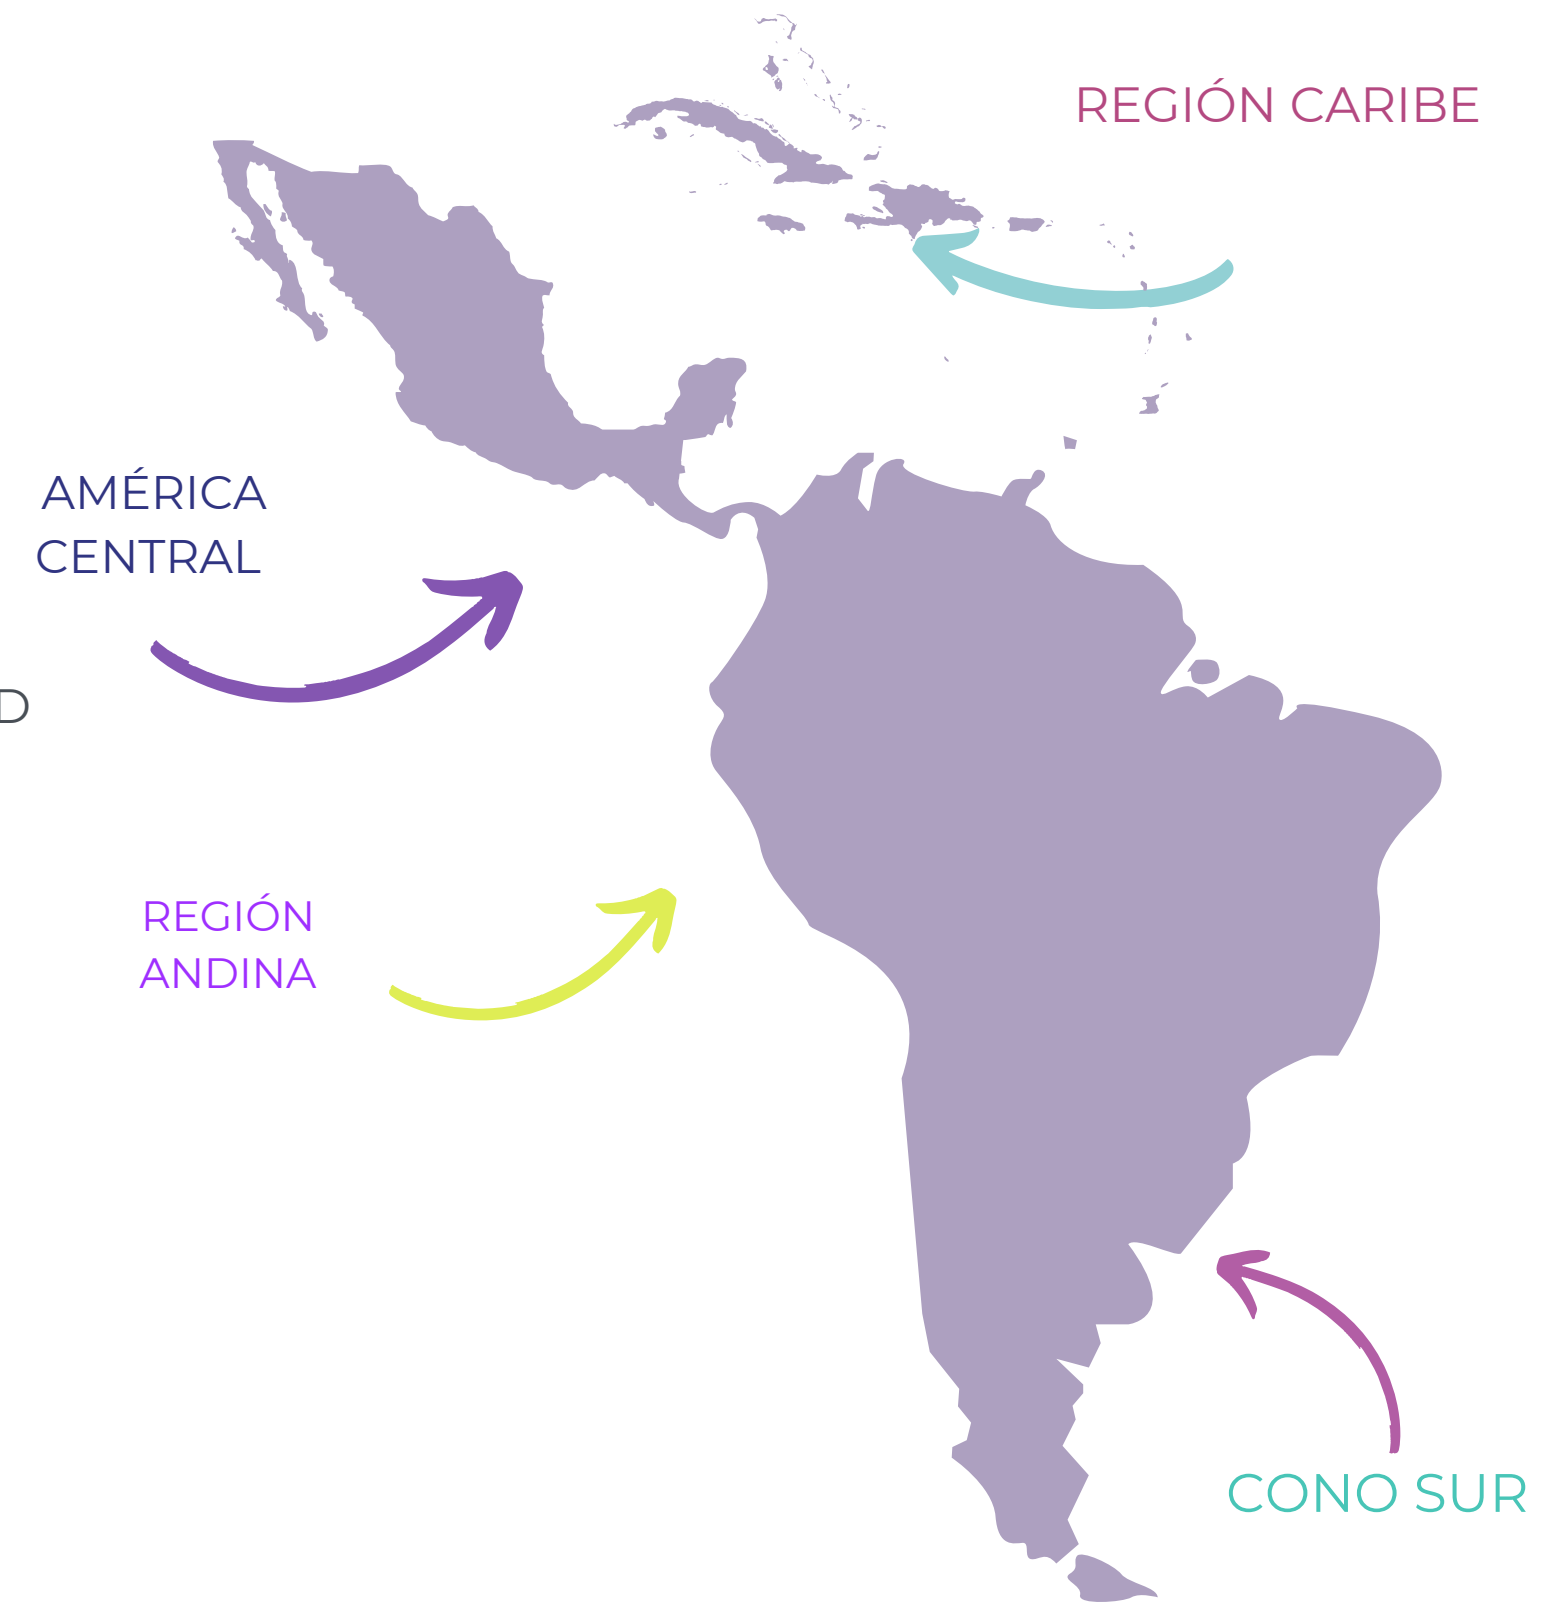 REGIÓN CARIBE
AMÉRICA
CENTRAL
D
REGIÓN
ANDINA
CONO SUR